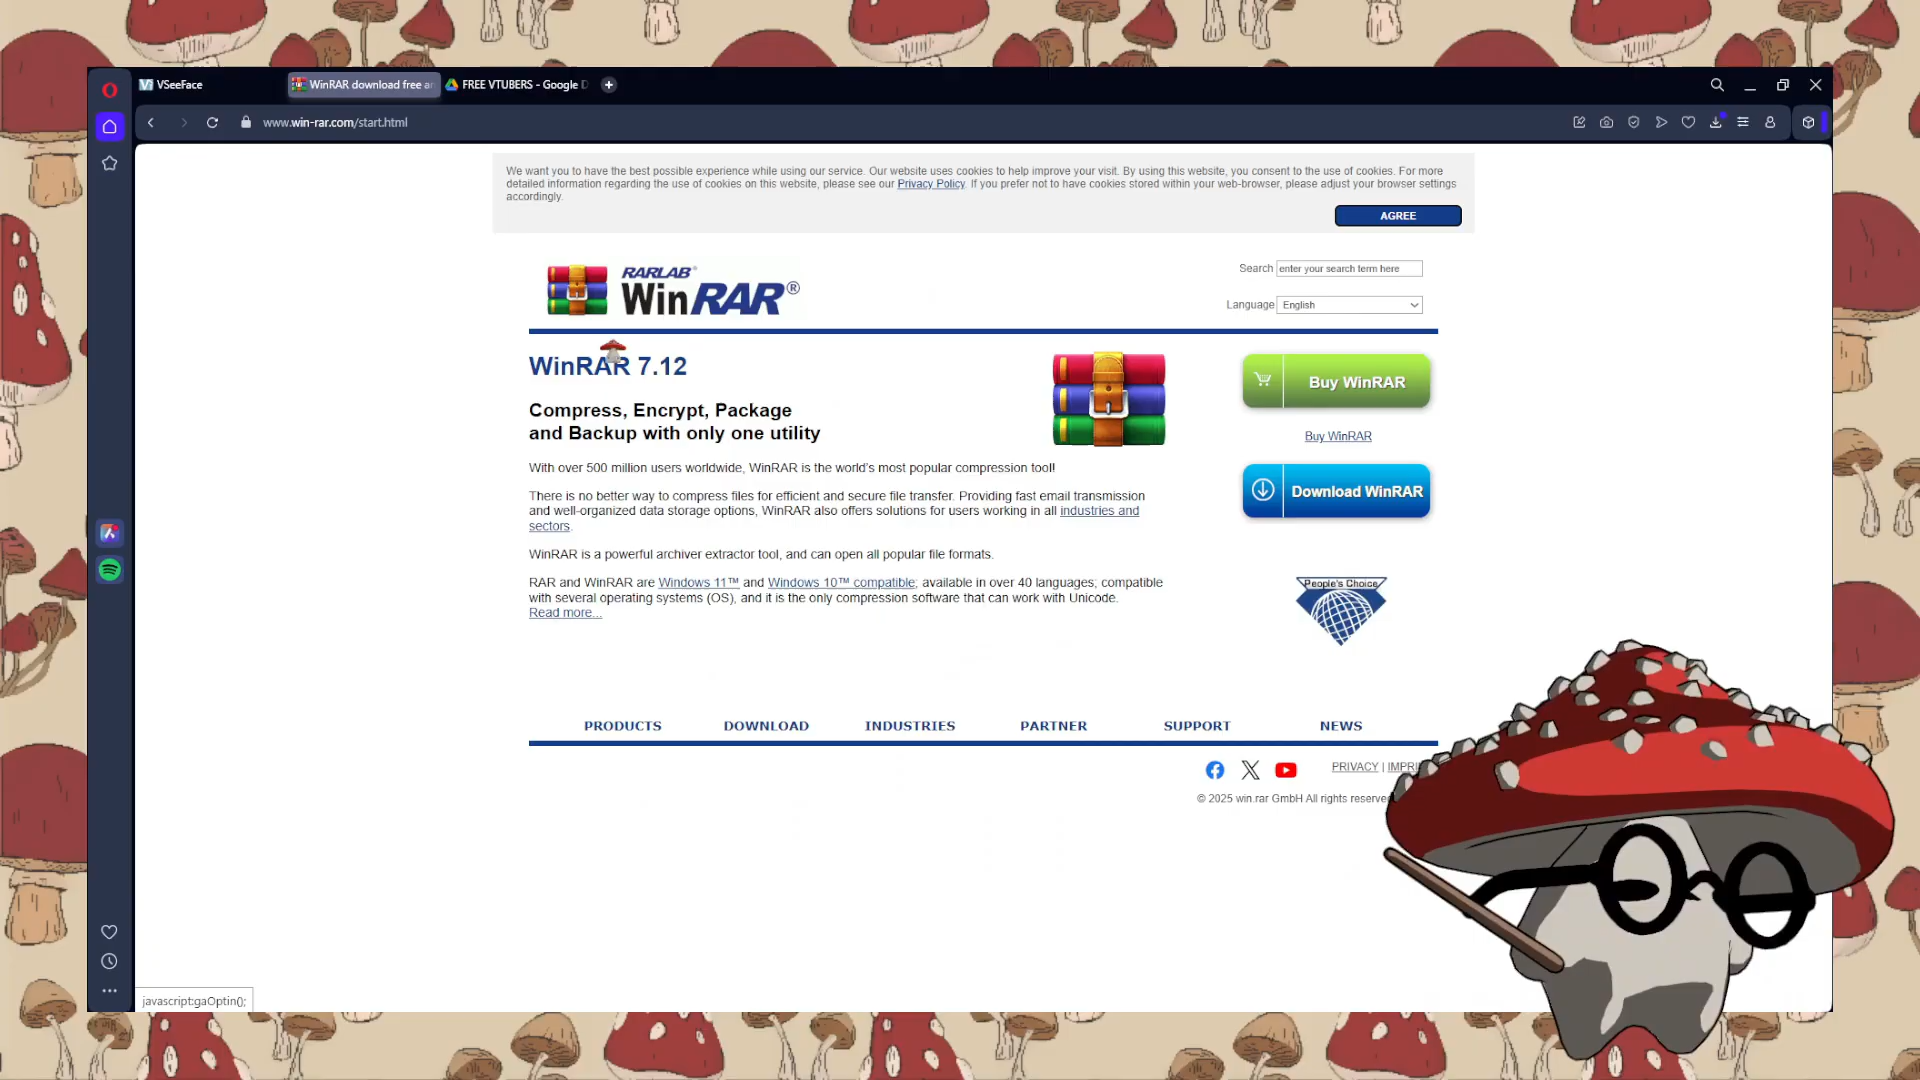 VSeeFace
WinRAR download free a
FREE VTUBERS - Google D
www.win-rar.com/start.html
We want you to have the best possible experience while using our service. Our website uses cookies to help improve your visit. By using this website, you consent to the use of cookies. For more
detailed information regarding the use of cookies on this website, please see our Privacy Policy. If you prefer not to have cookies stored within your web-browser, please adjust your browser settings
accordingly.
AGREE
RARLAB®
WinRAR®
Search enter your search term here
Language English
WinRAR 7.12
Compress, Encrypt, Package
and Backup with only one utility
Buy WinRAR
Buy WinRAR
Download WinRAR
With over 500 million users worldwide, WinRAR is the world's most popular compression tool!
There is no better way to compress files for efficient and secure file transfer. Providing fast email transmission
and well-organized data storage options, WinRAR also offers solutions for users working in all industries and
sectors.
WinRAR is a powerful archiver extractor tool, and can open all popular file formats.
RAR and WinRAR are Windows 11™ and Windows 10™ compatible; available in over 40 languages; compatible
with several operating systems (OS), and it is the only compression software that can work with Unicode.
Read more...
People's Choice
PRODUCTS DOWNLOAD INDUSTRIES PARTNER SUPPORT NEWS
PRIVACY | IMPRI
© 2025 win.rar GmbH All rights reserve
javascript:gaOptin();